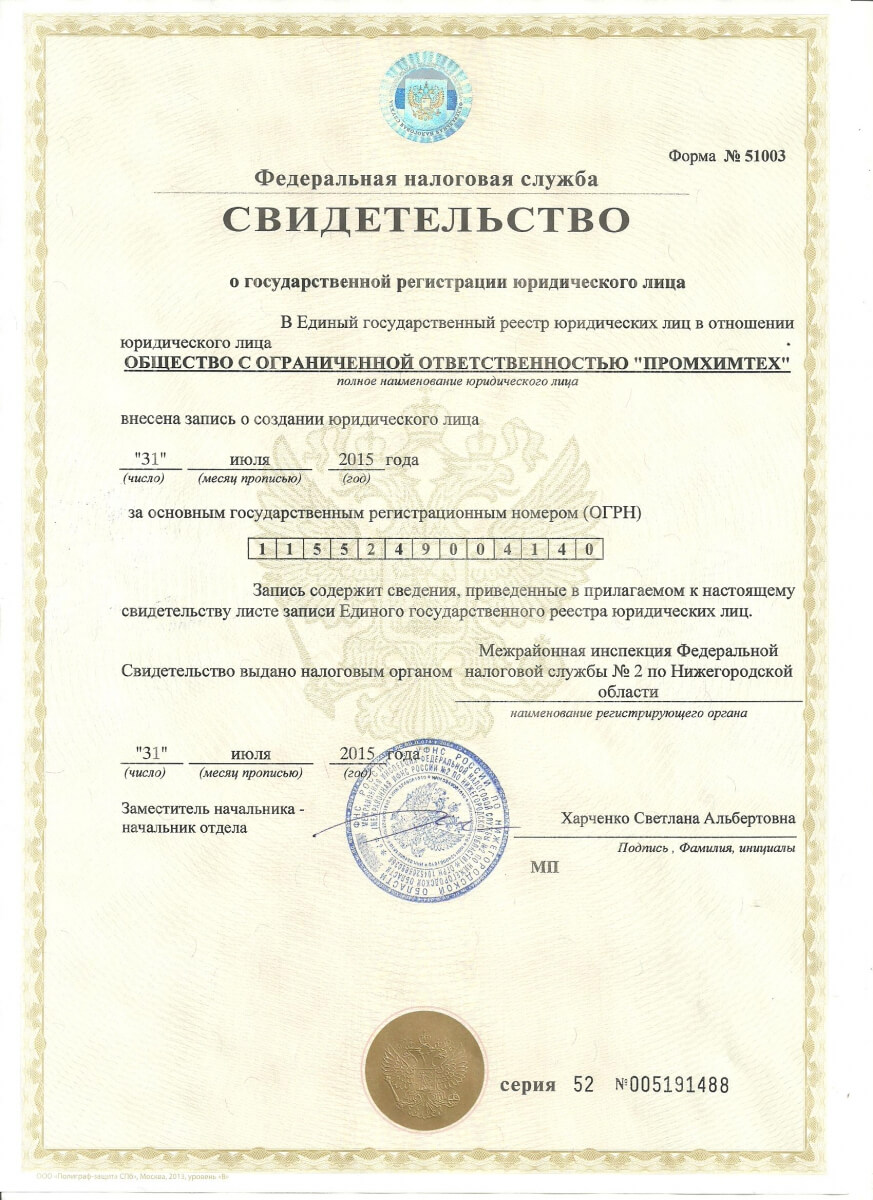 Форма № 51003
Федеральная налоговая служба
СВИДЕТЕЛЬСТВО
о государственной регистрации юридического лица
В Единый государственный реестр юридических лиц в отношении
юридического лица
ОБЩЕСТВО С ОГРАНИЧЕННОЙ ОТВЕТСТВЕННОСТЬЮ "ПРОМХИМТЕХ"
полное наименование юридического лица
внесена запись о создании юридического лица
"31" июля 2015 года
(число) (месяц прописью) (год)
за основным государственным регистрационным номером (ОГРН)
1 1 5 5 2 4 9 0 0 4 1 4 0
Запись содержит сведения, приведенные в прилагаемом к настоящему
свидетельству листе записи Единого государственного реестра юридических лиц.
Межрайонная инспекция Федеральной
Свидетельство выдано налоговым органом налоговой службы № 2 по Нижегородской
области
наименование регистрирующего органа
"31" июля 2015 года
(число) (месяц прописью) (год)
Заместитель начальника -
начальник отдела
Харченко Светлана Альбертовна
Подпись , Фамилия, инициалы
МП
серия 52 №005191488
ООО «Полиграф-защита СПб», Москва, 2013, уровень «В»